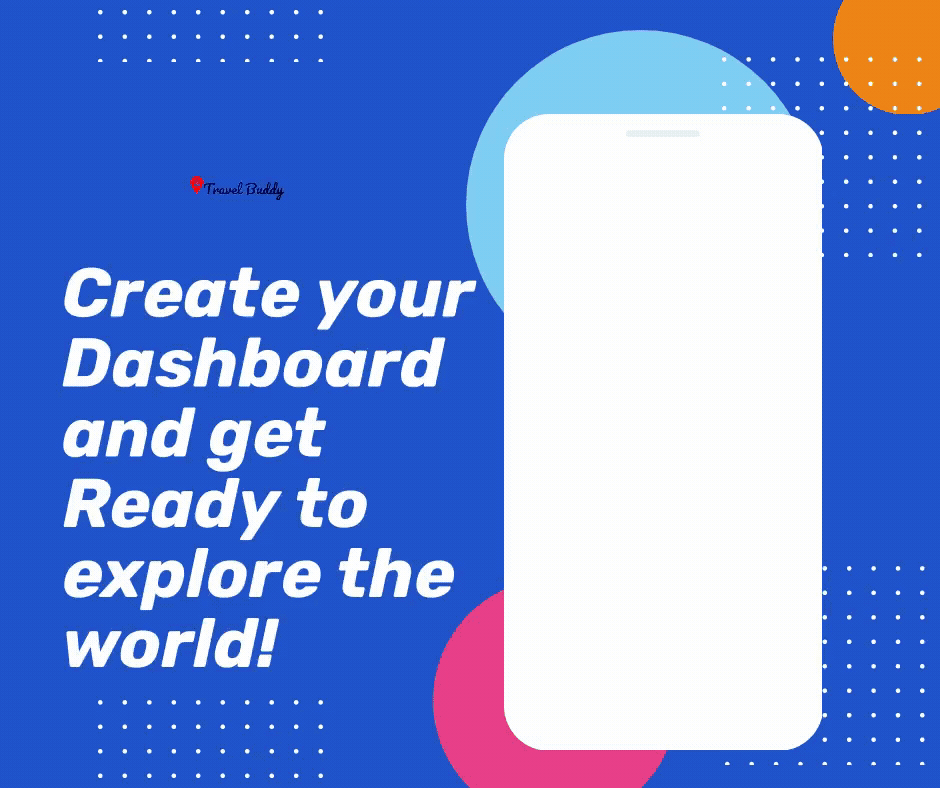 Travel Buddy
Create your
Dashboard
and get
Ready to
explore the
world!